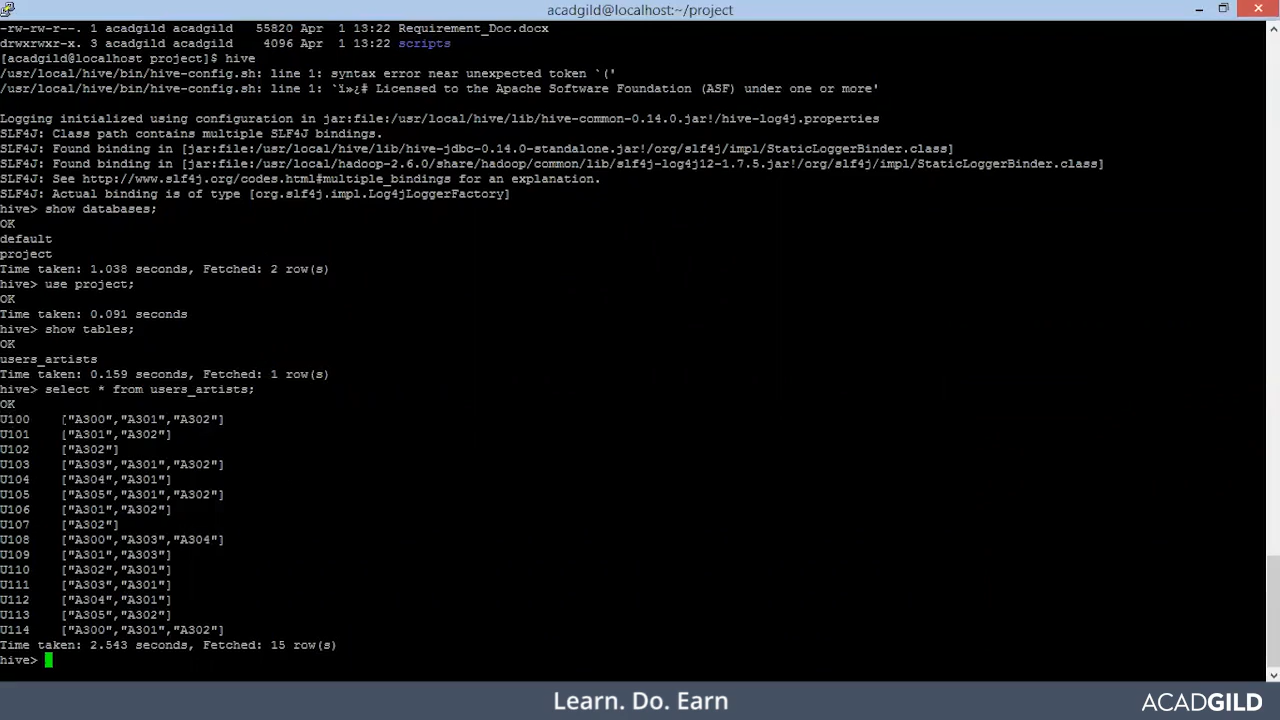 acadgild@localhost:~/project
-rw-rw-r--. 1 acadgild acadgild  55820 Apr  1 13:22 Requirement_Doc.docx
drwxrwxr-x. 3 acadgild acadgild   4096 Apr  1 13:22 scripts
[acadgild@localhost project]$ hive
/usr/local/hive/bin/hive-config.sh: line 1: syntax error near unexpected token `('
/usr/local/hive/bin/hive-config.sh: line 1: `ï»¿# Licensed to the Apache Software Foundation (ASF) under one or more'
Logging initialized using configuration in jar:file:/usr/local/hive/lib/hive-common-0.14.0.jar!/hive-log4j.properties
SLF4J: Class path contains multiple SLF4J bindings.
SLF4J: Found binding in [jar:file:/usr/local/hive/lib/hive-jdbc-0.14.0-standalone.jar!/org/slf4j/impl/StaticLoggerBinder.class]
SLF4J: Found binding in [jar:file:/usr/local/hadoop-2.6.0/share/hadoop/common/lib/slf4j-log4j12-1.7.5.jar!/org/slf4j/impl/StaticLoggerBinder.class]
SLF4J: See http://www.slf4j.org/codes.html#multiple_bindings for an explanation.
SLF4J: Actual binding is of type [org.slf4j.impl.Log4jLoggerFactory]
hive> show databases;
OK
default
project
Time taken: 1.038 seconds, Fetched: 2 row(s)
hive> use project;
OK
Time taken: 0.091 seconds
hive> show tables;
OK
users_artists
Time taken: 0.159 seconds, Fetched: 1 row(s)
hive> select * from users_artists;
OK
U100    ["A300","A301","A302"]
U101    ["A301","A302"]
U102    ["A302"]
U103    ["A303","A301","A302"]
U104    ["A304","A301"]
U105    ["A305","A301","A302"]
U106    ["A301","A302"]
U107    ["A302"]
U108    ["A300","A303","A304"]
U109    ["A301","A303"]
U110    ["A302","A301"]
U111    ["A303","A301"]
U112    ["A304","A301"]
U113    ["A305","A302"]
U114    ["A300","A301","A302"]
Time taken: 2.543 seconds, Fetched: 15 row(s)
hive>
Learn. Do. Earn
ACADGILD